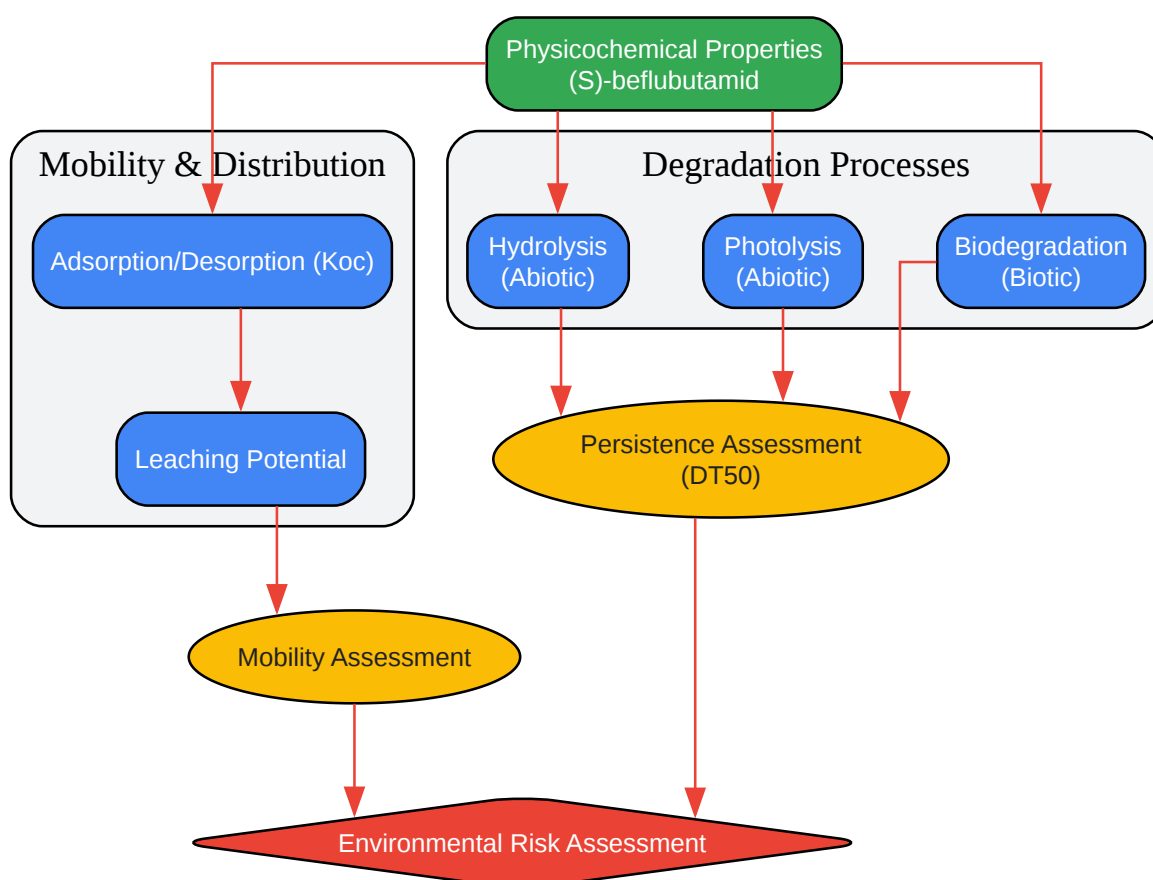 Physicochemical Properties
(S)-beflubutamid
Mobility & Distribution
Degradation Processes
Adsorption/Desorption (Koc)
Hydrolysis
(Abiotic)
Photolysis
(Abiotic)
Biodegradation
(Biotic)
Leaching Potential
Persistence Assessment
(DT50)
Mobility Assessment
Environmental Risk Assessment